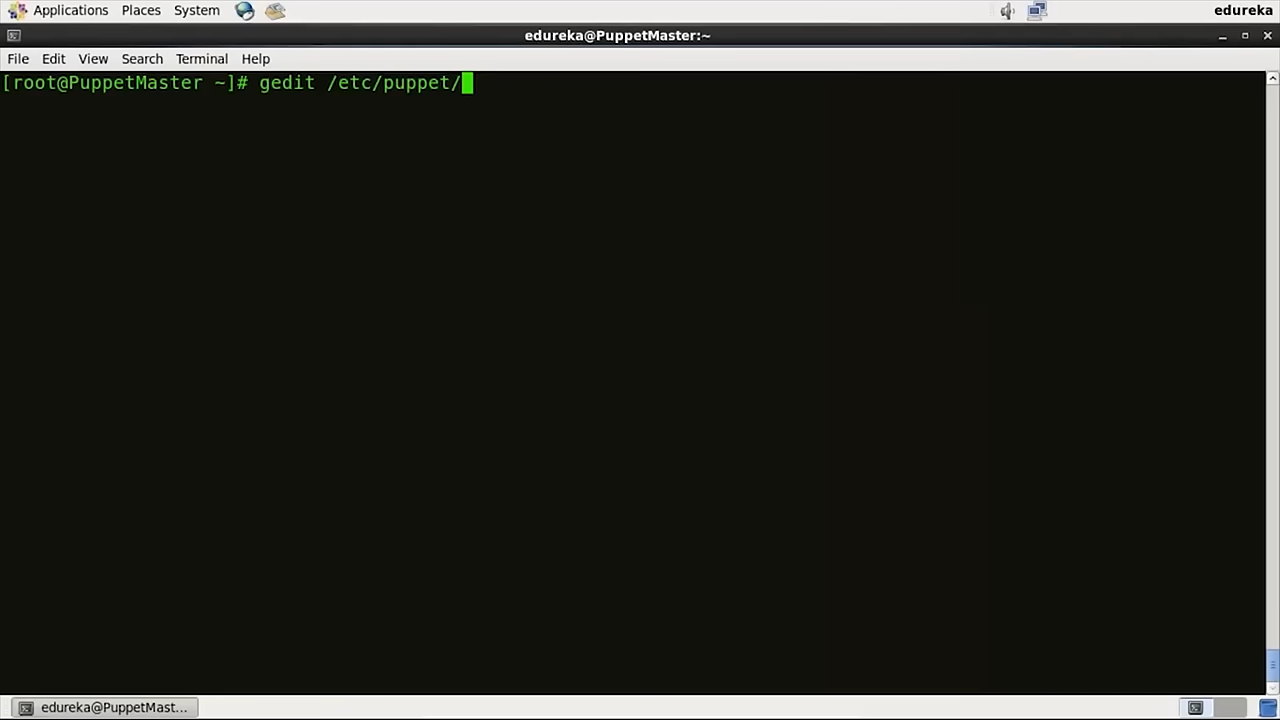 Applications Places System edureka
edureka@PuppetMaster:~
File Edit View Search Terminal Help
[root@PuppetMaster ~]# gedit /etc/puppet/
edureka@PuppetMast...